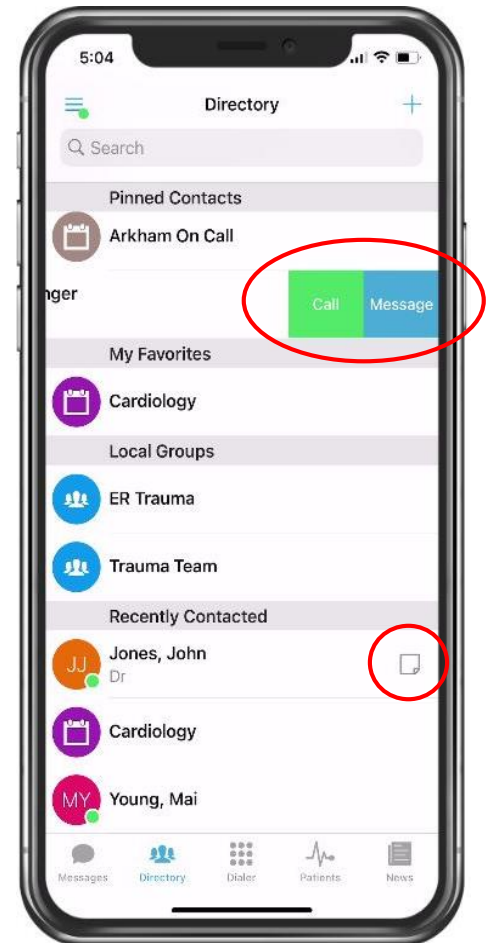 5:04
Directory
Search
Pinned Contacts
Arkham On Call
nger
Call Message
My Favorites
Cardiology
Local Groups
ER Trauma
Trauma Team
Recently Contacted
JJ Jones, John
Dr
Cardiology
MY Young, Mai
Messages Directory Dialer Patients News